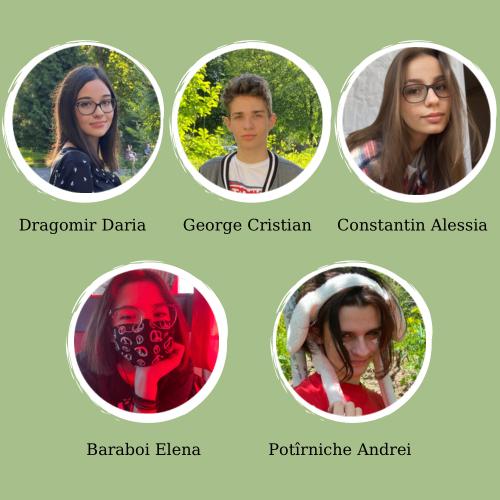 Dragomir Daria
George Cristian
Constantin Alessia
Baraboi Elena
Potîrniche Andrei